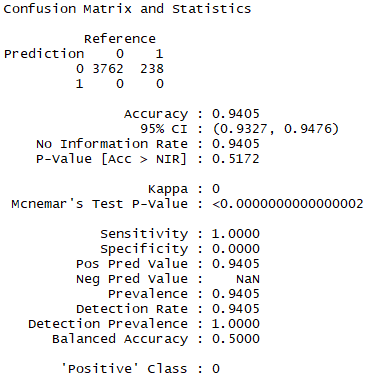 Confusion Matrix and Statistics
Reference
Prediction 0 1
0 3762 238
1 0 0
Accuracy : 0.9405
95% CI : (0.9327, 0.9476)
No Information Rate : 0.9405
P-Value [Acc > NIR] : 0.5172
Kappa : 0
Mcnemar's Test P-Value : <0.0000000000000002
Sensitivity : 1.0000
Specificity : 0.0000
Pos Pred Value : 0.9405
Neg Pred Value : NaN
Prevalence : 0.9405
Detection Rate : 0.9405
Detection Prevalence : 1.0000
Balanced Accuracy : 0.5000
'Positive' Class : 0